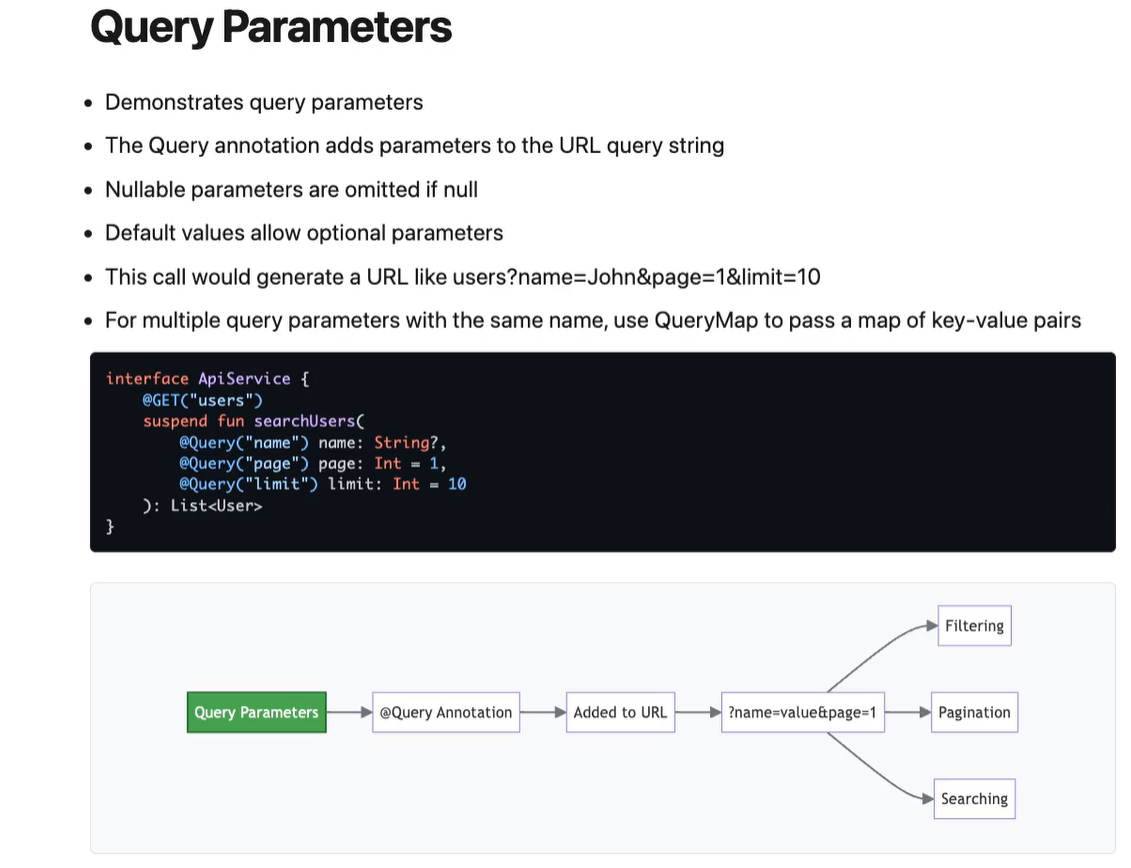 Query Parameters
• Demonstrates query parameters
• The Query annotation adds parameters to the URL query string
• Nullable parameters are omitted if null
• Default values allow optional parameters
• This call would generate a URL like users?name=John&page=1&limit=10
• For multiple query parameters with the same name, use QueryMap to pass a map of key-value pairs
interface ApiService {
    @GET("users")
    suspend fun searchUsers(
        @Query("name") name: String?,
        @Query("page") page: Int = 1,
        @Query("limit") limit: Int = 10
    ): List<User>
}
Filtering
Query Parameters
@Query Annotation
Added to URL
?name=value&page=1
Pagination
Searching